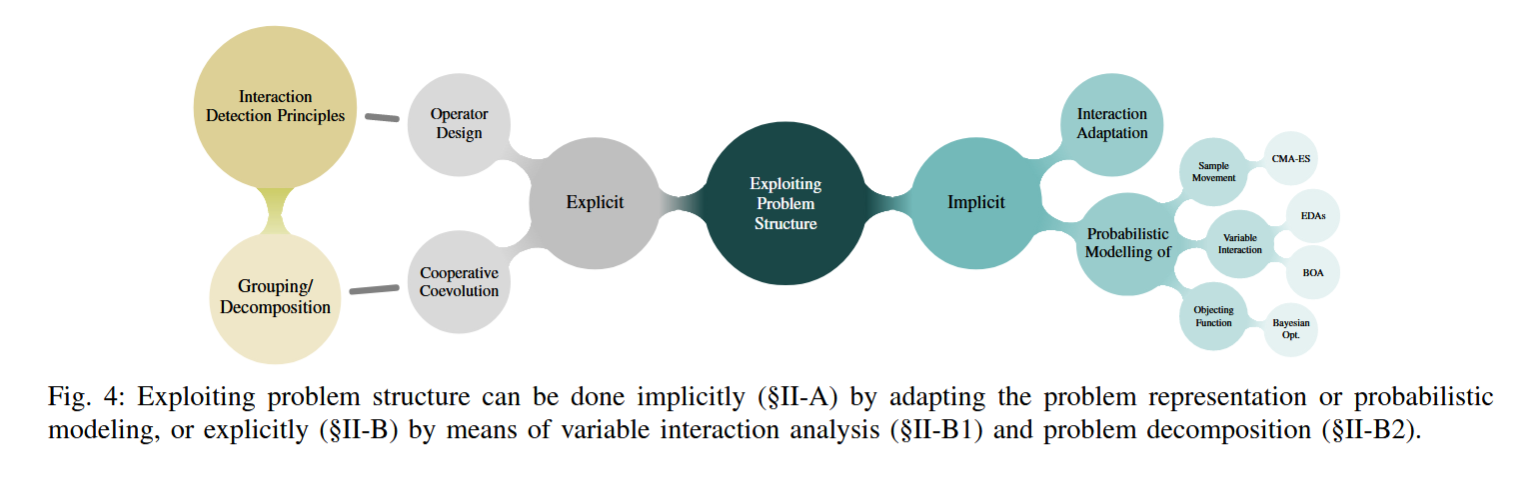 Interaction
Detection Principles
Operator
Design
Explicit
Exploiting
Problem
Structure
Implicit
Interaction
Adaptation
Sample
Movement
CMA-ES
Probabilistic
Modelling of
Variable
Interaction
EDAs
BOA
Grouping/
Decomposition
Cooperative
Coevolution
Objecting
Function
Bayesian
Opt.
Fig. 4: Exploiting problem structure can be done implicitly (§II-A) by adapting the problem representation or probabilistic
modeling, or explicitly (§II-B) by means of variable interaction analysis (§II-B1) and problem decomposition (§II-B2).